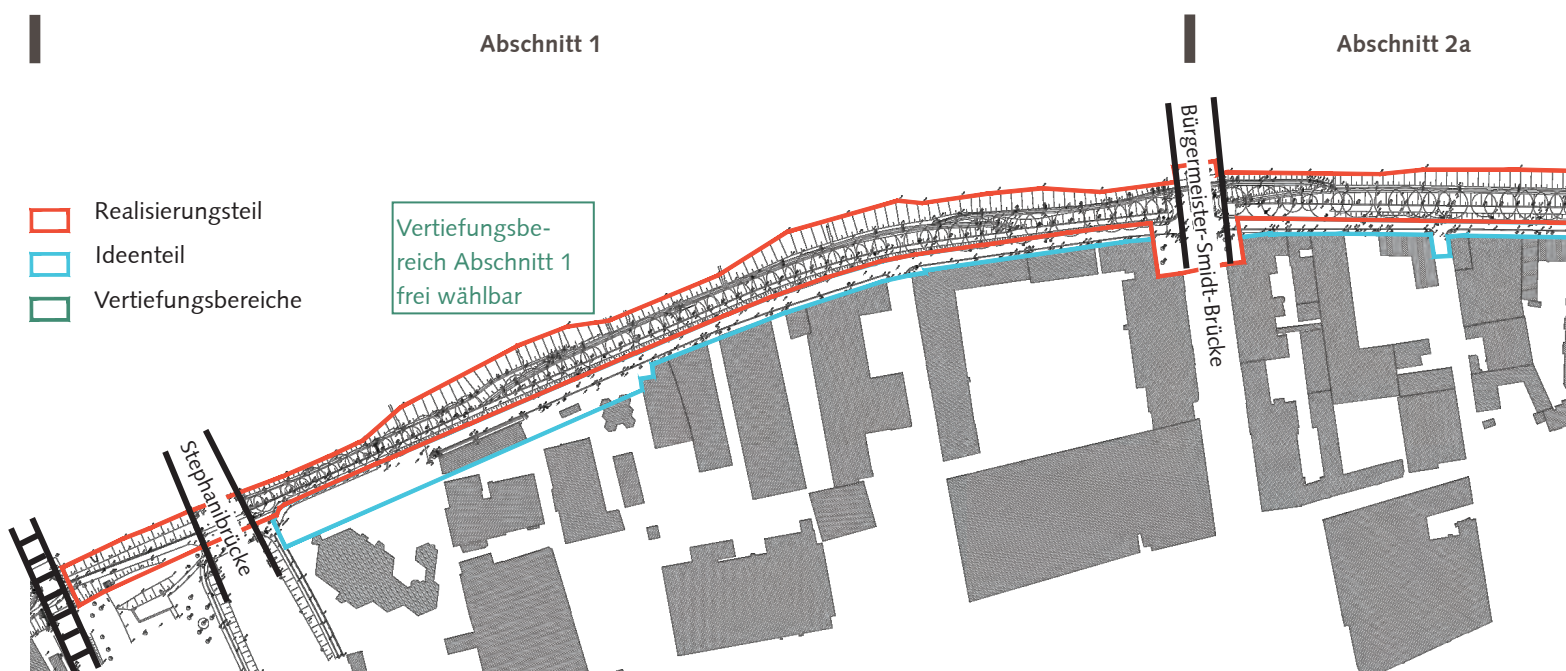 Abschnitt 1
Abschnitt 2a
Bürgermeister-Smidt-Brücke
Realisierungsteil
Ideenteil
Vertiefungsbereiche
Vertiefungsbe-
reich Abschnitt 1
frei wählbar
Stephanibrücke